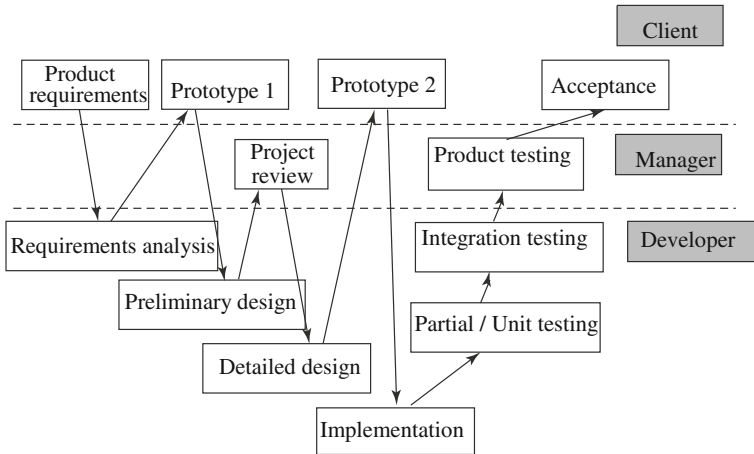 Client
Product
requirements
Prototype 1
Prototype 2
Acceptance
Project
review
Product testing
Manager
Requirements analysis
Integration testing
Developer
Preliminary design
Partial / Unit testing
Detailed design
Implementation